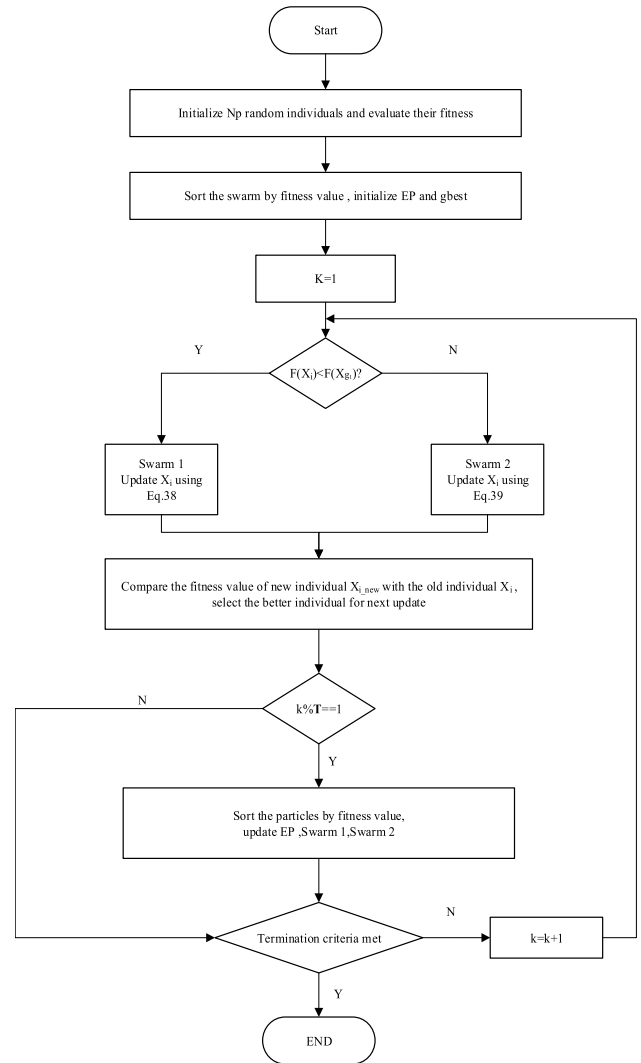 Start
Initialize Np random individuals and evaluate their fitness
Sort the swarm by fitness value , initialize EP and gbest
K=1
Y
N
F(Xi)<F(Xgi)?
Swarm 1
Update Xi using
Eq.38
Swarm 2
Update Xi using
Eq.39
Compare the fitness value of new individual Xi_new with the old individual Xi ,
select the better individual for next update
N
k%T==1
Y
Sort the particles by fitness value,
update EP ,Swarm 1,Swarm 2
Termination criteria met
N
k=k+1
Y
END